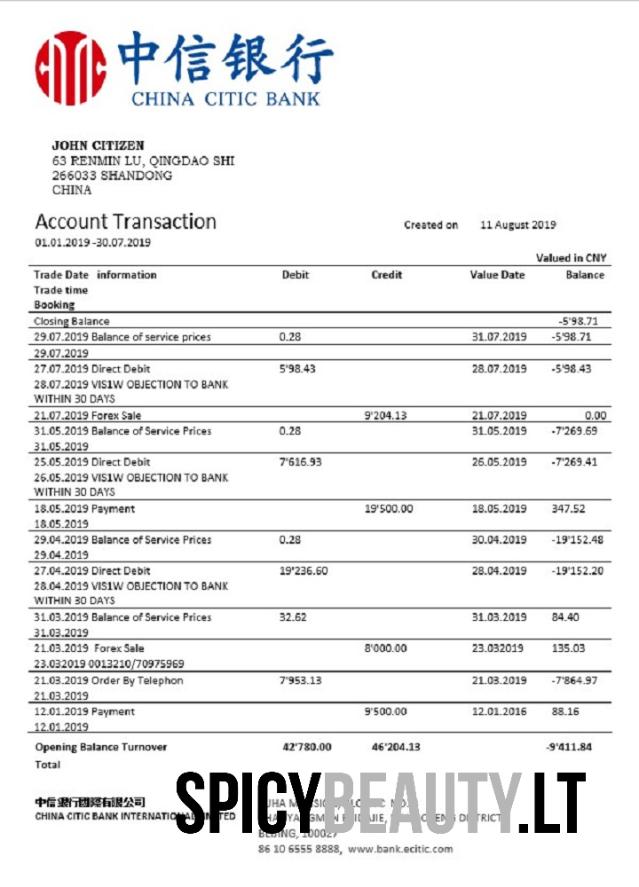 中信银行
CHINA CITIC BANK
JOHN CITIZEN
63 RENMIN LU, QINGDAO SHI
266033 SHANDONG
CHINA
Account Transaction Created on 11 August 2019
01.01.2019 -30.07.2019
Valued in CNY
Trade Date information Debit Credit Value Date Balance
Trade time
Booking
Closing Balance -5'98.71
29.07.2019 Balance of service prices 0.28 31.07.2019 -5'98.71
29.07.2019
27.07.2019 Direct Debit 5'98.43 28.07.2019 -5'98.43
28.07.2019 VIS1W OBJECTION TO BANK
WITHIN 30 DAYS
21.07.2019 Forex Sale 9'204.13 21.07.2019 0.00
31.05.2019 Balance of Service Prices 0.28 31.05.2019 -7'269.69
31.05.2019
25.05.2019 Direct Debit 7'616.93 26.05.2019 -7'269.41
26.05.2019 VIS1W OBJECTION TO BANK
WITHIN 30 DAYS
18.05.2019 Payment 19'500.00 18.05.2019 347.52
18.05.2019
29.04.2019 Balance of Service Prices 0.28 30.04.2019 -19'152.48
29.04.2019
27.04.2019 Direct Debit 19'236.60 28.04.2019 -19'152.20
28.04.2019 VIS1W OBJECTION TO BANK
WITHIN 30 DAYS
31.03.2019 Balance of Service Prices 32.62 31.03.2019 84.40
31.03.2019
21.03.2019 Forex Sale 8'000.00 23.032019 135.03
23.032019 0013210/70975969
21.03.2019 Order By Telephon 7'953.13 21.03.2019 -7'864.97
21.03.2019
12.01.2019 Payment 9'500.00 12.01.2016 88.16
12.01.2019
Opening Balance Turnover 42'780.00 46'204.13 -9'411.84
Total
SPICYBEAUTY.LT
中信銀行國際有限公司
CHINA CITIC BANK INTERNATIONAL LIMITED
DISTRICT
BEIJING, 100027
86 10 6555 8888, www.bank.ecitic.com